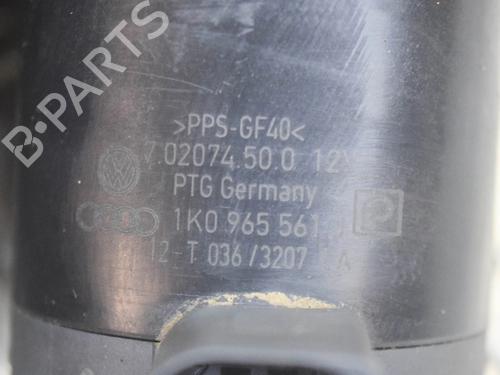 B-PARTS
>PPS-GF40<
7.02074.50.0 12V
PTG Germany
1K0 965 561
12-T 036/3207 A